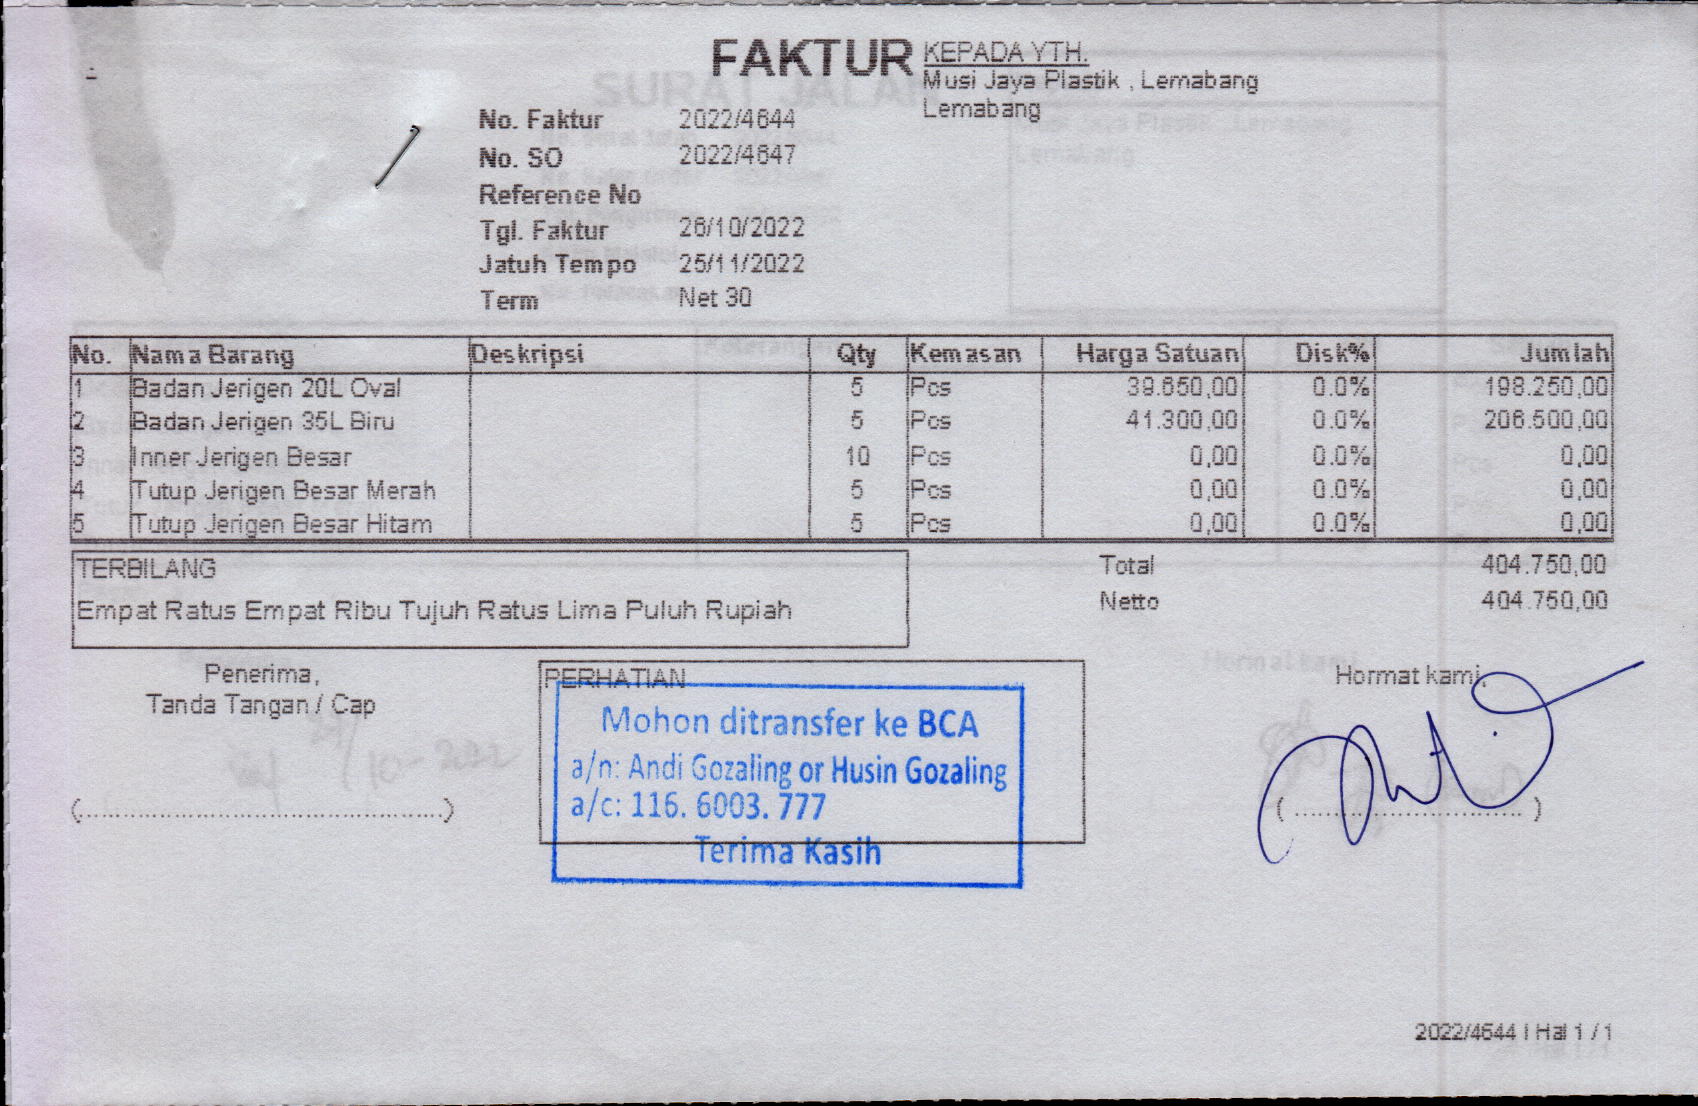 FAKTUR
KEPADA YTH.
Musi Jaya Plastik , Lemabang
Lemabang
No. Faktur 2022/4644
No. SO 2022/4647
Reference No
Tgl. Faktur 26/10/2022
Jatuh Tempo 25/11/2022
Term Net 30
No. Nama Barang Deskripsi Qty Kemasan Harga Satuan Disk% Jumlah
1 Badan Jerigen 20L Oval 5 Pcs 39.650,00 0.0% 198.250,00
2 Badan Jerigen 35L Biru 5 Pcs 41.300,00 0.0% 206.500,00
3 Inner Jerigen Besar 10 Pcs 0,00 0.0% 0,00
4 Tutup Jerigen Besar Merah 5 Pcs 0,00 0.0% 0,00
5 Tutup Jerigen Besar Hitam 5 Pcs 0,00 0.0% 0,00
TERBILANG
Empat Ratus Empat Ribu Tujuh Ratus Lima Puluh Rupiah
Total 404.750,00
Netto 404.750,00
Penerima,
Tanda Tangan / Cap
(................................................)
PERHATIAN
Mohon ditransfer ke BCA
a/n: Andi Gozaling or Husin Gozaling
a/c: 116. 6003. 777
Terima Kasih
Hormat kami,
(..............................)
2022/4644 | Hal 1 / 1